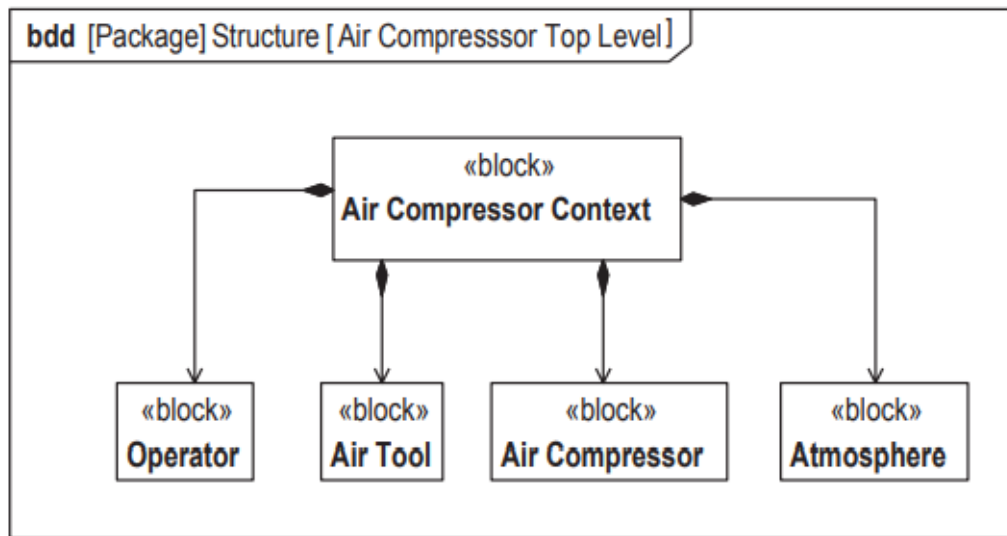 bdd [Package] Structure [ Air Compresssor Top Level]
«block»
Air Compressor Context
«block»
Operator
«block»
Air Tool
«block»
Air Compressor
«block»
Atmosphere